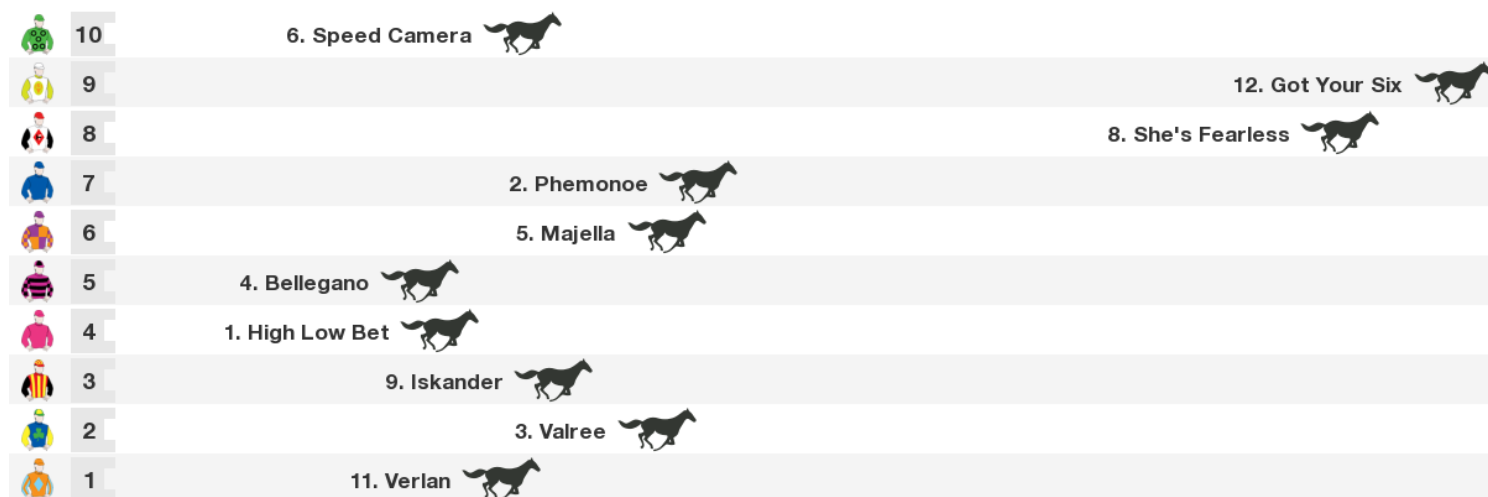 10 6. Speed Camera
9 12. Got Your Six
8 8. She's Fearless
7 2. Phemonoe
6 5. Majella
5 4. Bellegano
4 1. High Low Bet
3 9. Iskander
2 3. Valree
1 11. Verlan